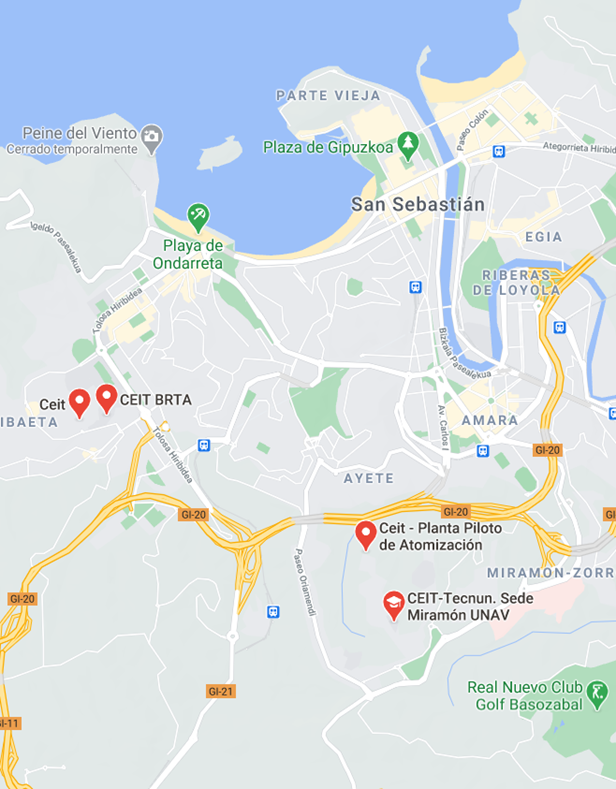 PARTE VIEJA
Peine del Viento
Cerrado temporalmente
Plaza de Gipuzkoa
Paseo Colón
Ategorrieta Hiribid
San Sebastián
Playa de
Ondarreta
Igeldo Pasealekua
EGIA
RIBERAS
DE LOYOLA
Tolosa Hiribidea
Bizkaia Pasealekua
Ceit
CEIT BRTA
IBAETA
Av. Carlos I
AMARA
Tolosa Hiribidea
GI-20
AYETE
GI-20
GI-20
GI
Ceit - Planta Piloto
de Atomización
MIRAMON-ZORR
Paseo Oriamendi
GI-20
CEIT-Tecnun. Sede
Miramón UNAV
GI-21
Real Nuevo Club
Golf Basozabal
GI-11